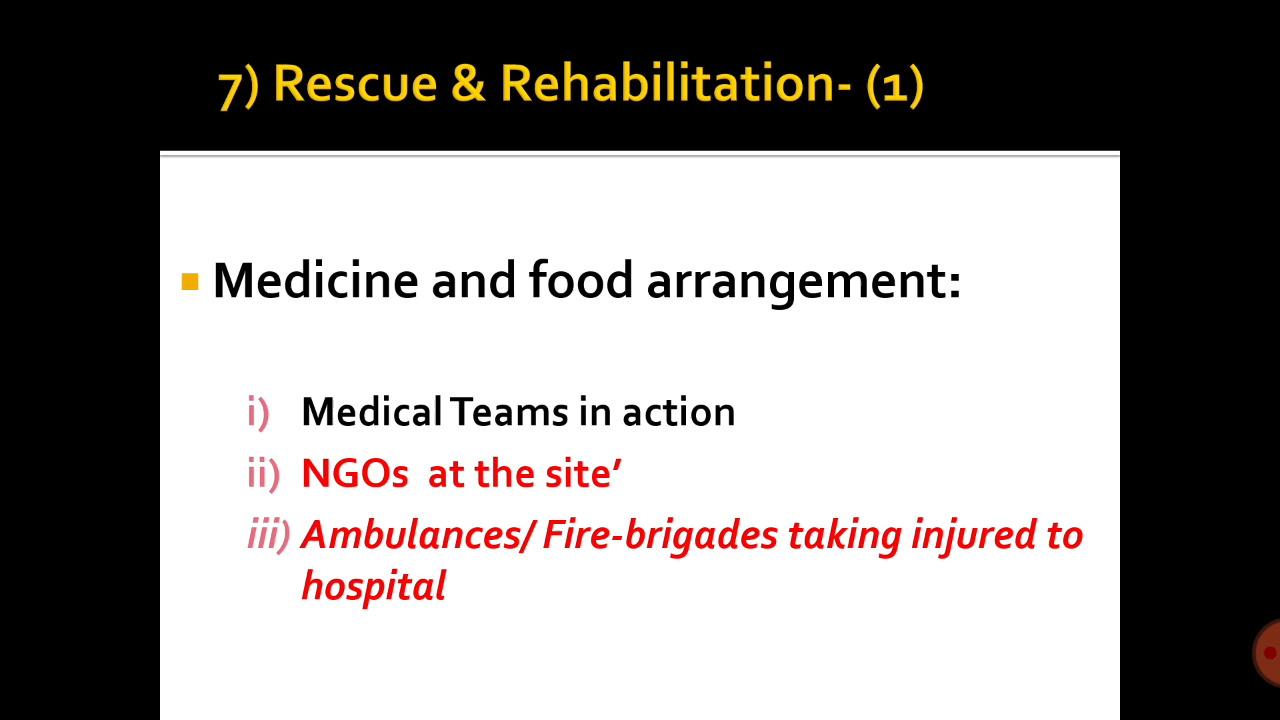 7) Rescue & Rehabilitation- (1)
Medicine and food arrangement:
i) Medical Teams in action
ii) NGOs at the site’
iii) Ambulances/ Fire-brigades taking injured to
hospital